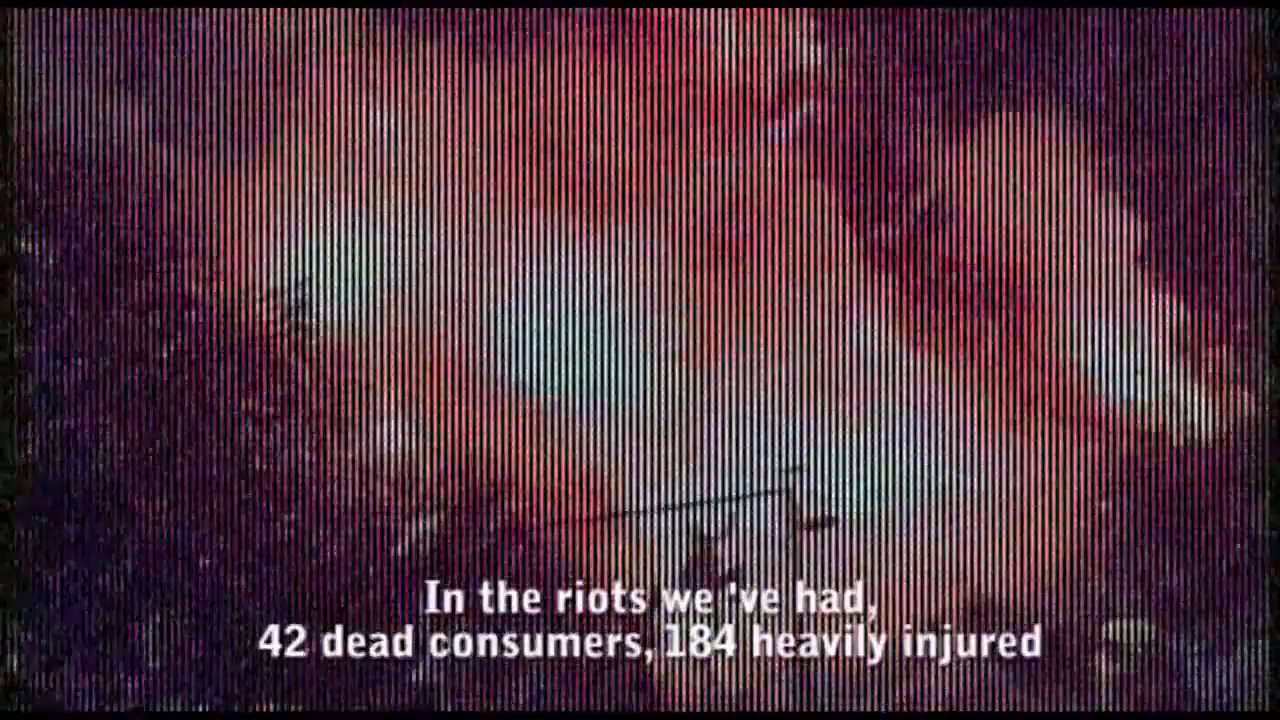 In the riots we 've had,
42 dead consumers, 184 heavily injured